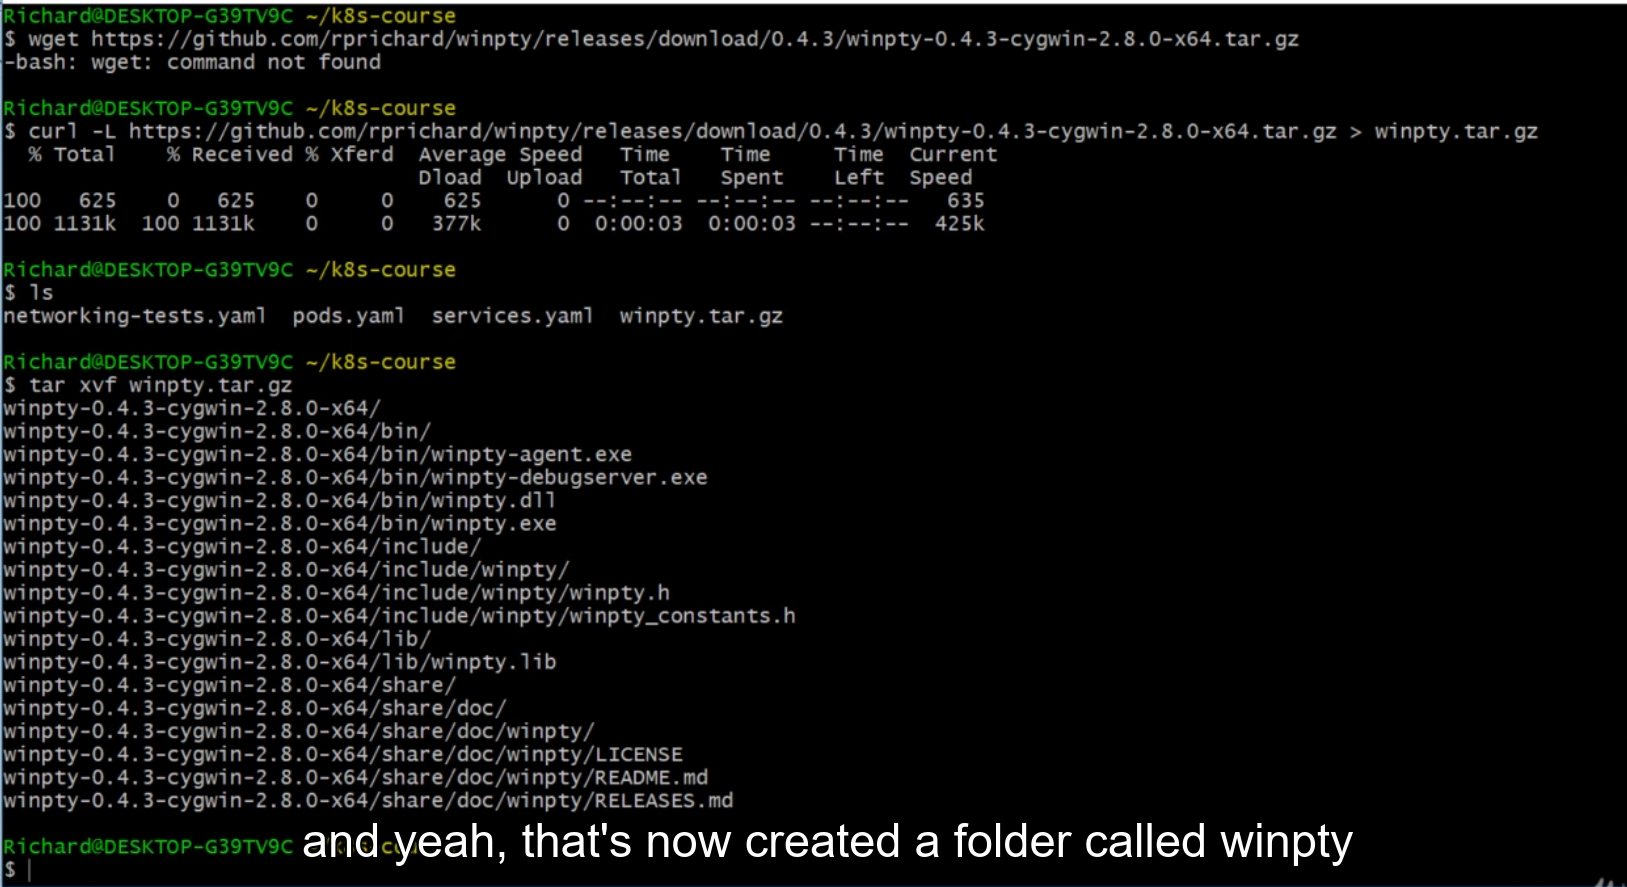 Richard@DESKTOP-G39TV9C ~/k8s-course
$ wget https://github.com/rprichard/winpty/releases/download/0.4.3/winpty-0.4.3-cygwin-2.8.0-x64.tar.gz
-bash: wget: command not found
Richard@DESKTOP-G39TV9C ~/k8s-course
$ curl -L https://github.com/rprichard/winpty/releases/download/0.4.3/winpty-0.4.3-cygwin-2.8.0-x64.tar.gz > winpty.tar.gz
% Total % Received % Xferd Average Speed Time Time Time Current
Dload Upload Total Spent Left Speed
100 625 0 625 0 0 625 0 --:--:-- --:--:-- --:--:-- 635
100 1131k 100 1131k 0 0 377k 0 0:00:03 0:00:03 --:--:-- 425k
Richard@DESKTOP-G39TV9C ~/k8s-course
$ ls
networking-tests.yaml pods.yaml services.yaml winpty.tar.gz
Richard@DESKTOP-G39TV9C ~/k8s-course
$ tar xvf winpty.tar.gz
winpty-0.4.3-cygwin-2.8.0-x64/
winpty-0.4.3-cygwin-2.8.0-x64/bin/
winpty-0.4.3-cygwin-2.8.0-x64/bin/winpty-agent.exe
winpty-0.4.3-cygwin-2.8.0-x64/bin/winpty-debugserver.exe
winpty-0.4.3-cygwin-2.8.0-x64/bin/winpty.dll
winpty-0.4.3-cygwin-2.8.0-x64/bin/winpty.exe
winpty-0.4.3-cygwin-2.8.0-x64/include/
winpty-0.4.3-cygwin-2.8.0-x64/include/winpty/
winpty-0.4.3-cygwin-2.8.0-x64/include/winpty/winpty.h
winpty-0.4.3-cygwin-2.8.0-x64/include/winpty/winpty_constants.h
winpty-0.4.3-cygwin-2.8.0-x64/lib/
winpty-0.4.3-cygwin-2.8.0-x64/lib/winpty.lib
winpty-0.4.3-cygwin-2.8.0-x64/share/
winpty-0.4.3-cygwin-2.8.0-x64/share/doc/
winpty-0.4.3-cygwin-2.8.0-x64/share/doc/winpty/
winpty-0.4.3-cygwin-2.8.0-x64/share/doc/winpty/LICENSE
winpty-0.4.3-cygwin-2.8.0-x64/share/doc/winpty/README.md
winpty-0.4.3-cygwin-2.8.0-x64/share/doc/winpty/RELEASES.md
Richard@DESKTOP-G39TV9C
and yeah, that's now created a folder called winpty
$